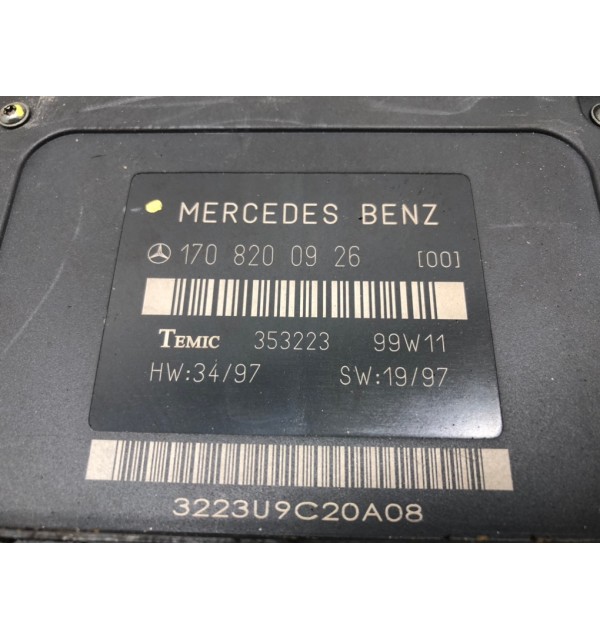 MERCEDES BENZ
170 820 09 26 [00]
TEMIC 353223 99W11
HW:34/97 SW:19/97
3223U9C20A08